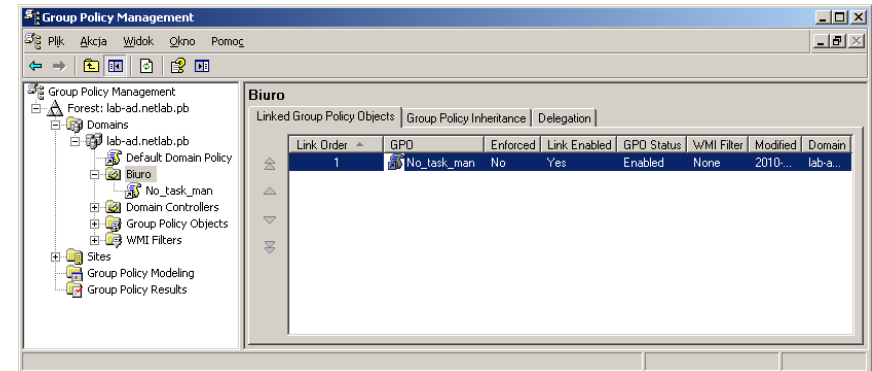 Group Policy Management
Plik Akcja Widok Okno Pomoc
Group Policy Management
Forest: lab-ad.netlab.pb
Domains
lab-ad.netlab.pb
Default Domain Policy
Biuro
No_task_man
Domain Controllers
Group Policy Objects
WMI Filters
Sites
Group Policy Modeling
Group Policy Results
Biuro
Linked Group Policy Objects Group Policy Inheritance Delegation
Link Order GPO Enforced Link Enabled GPO Status WMI Filter Modified Domain
1 No_task_man No Yes Enabled None 2010-... lab-a...